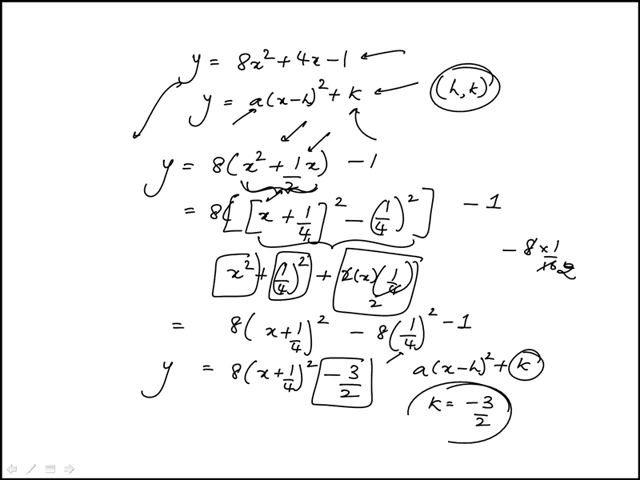 y = 8x² + 4x - 1
y = a(x-h)² + k (h, k)
y = 8(x² + 1/2 x) - 1
= 8[[x + 1/4]² - (1/4)²] - 1
- 8 × 1/16 2
x² + (1/4)² + 2(x)(1/4) 2
= 8(x + 1/4)² - 8(1/4)² - 1
y = 8(x + 1/4)² - 3/2 a(x-h)² + k
k = -3/2